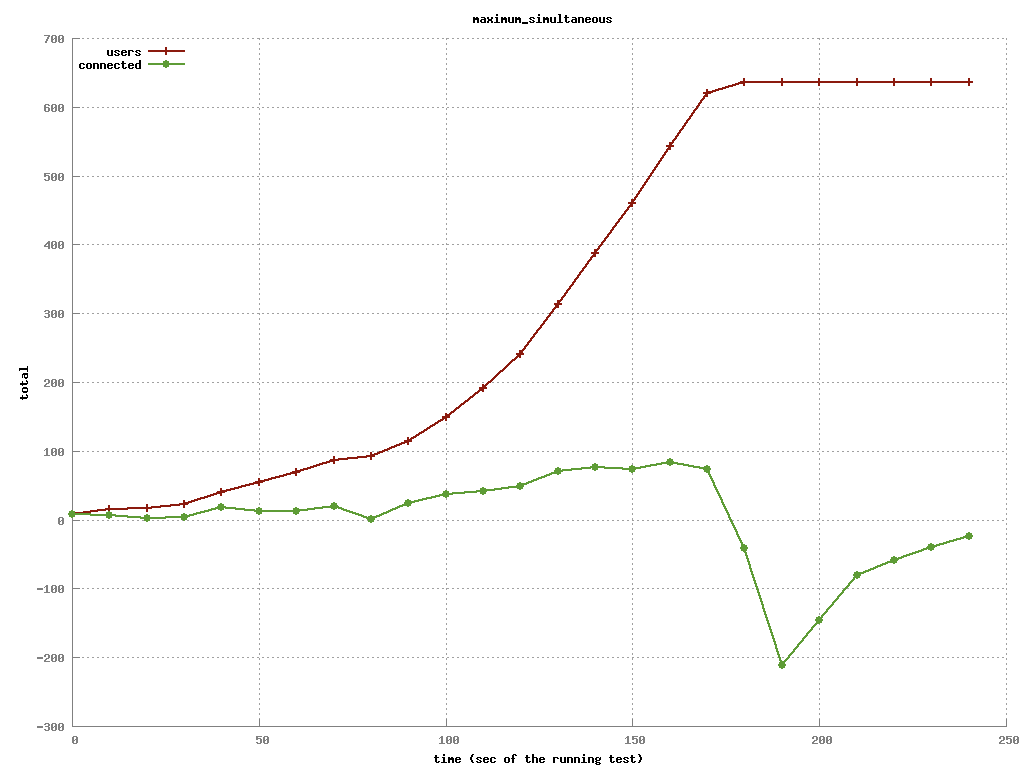 maximum_simultaneous
users
connected
700
600
500
400
300
200
100
0
-100
-200
-300
total
0 50 100 150 200 250
time (sec of the running test)